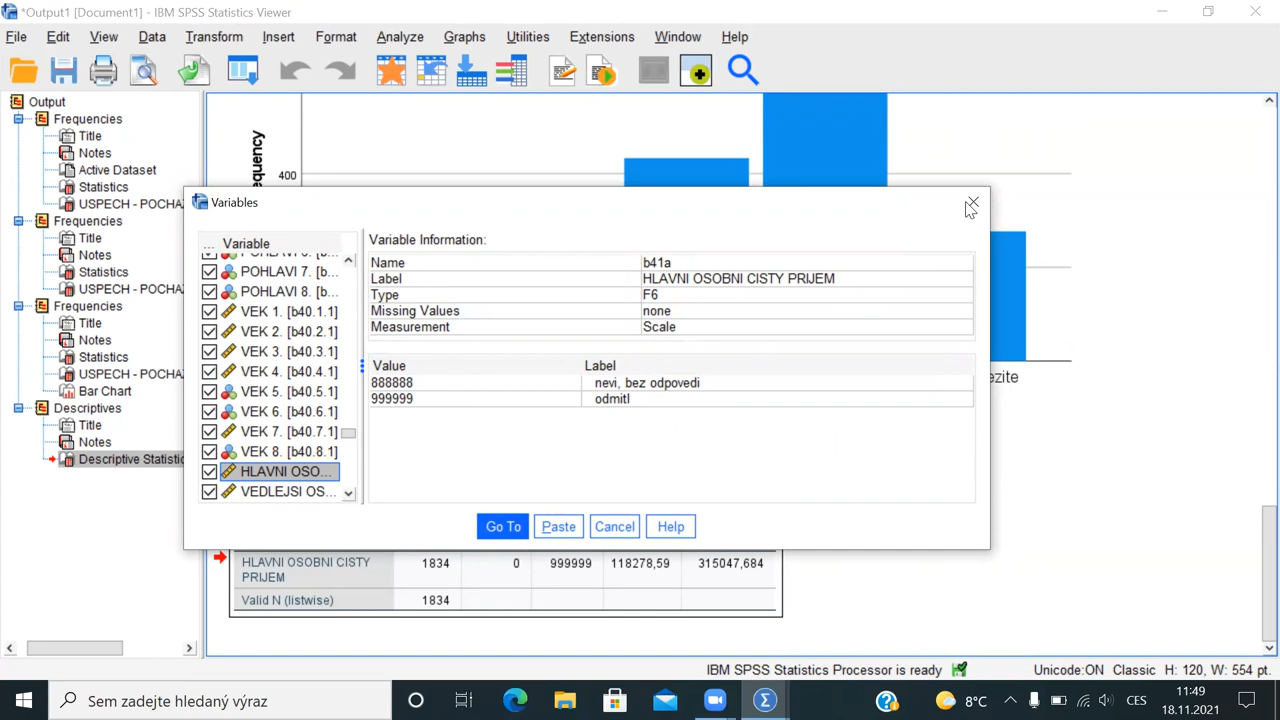 *Output1 [Document1] - IBM SPSS Statistics Viewer
File Edit View Data Transform Insert Format Analyze Graphs Utilities Extensions Window Help
Output
Frequencies
Title
Notes
Active Dataset
Statistics
USPECH - POCHAZ
Frequencies
Title
Notes
Statistics
USPECH - POCHAZ
Frequencies
Title
Notes
Statistics
USPECH - POCHAZ
Bar Chart
Descriptives
Title
Notes
Descriptive Statistic
equency
400
ezite
Variables
... Variable
POHLAVI 6. [b...
POHLAVI 7. [b...
POHLAVI 8. [b...
VEK 1. [b40.1.1]
VEK 2. [b40.2.1]
VEK 3. [b40.3.1]
VEK 4. [b40.4.1]
VEK 5. [b40.5.1]
VEK 6. [b40.6.1]
VEK 7. [b40.7.1]
VEK 8. [b40.8.1]
HLAVNI OSO...
VEDLEJSI OS...
Variable Information:
Name b41a
Label HLAVNI OSOBNI CISTY PRIJEM
Type F6
Missing Values none
Measurement Scale
Value Label
888888 nevi, bez odpovedi
999999 odmitl
Go To Paste Cancel Help
HLAVNI OSOBNI CISTY PRIJEM 1834 0 999999 118278,59 315047,684
Valid N (listwise) 1834
IBM SPSS Statistics Processor is ready Unicode:ON Classic H: 120, W: 554 pt.
Sem zadejte hledaný výraz
8°C CES 11:49
18.11.2021